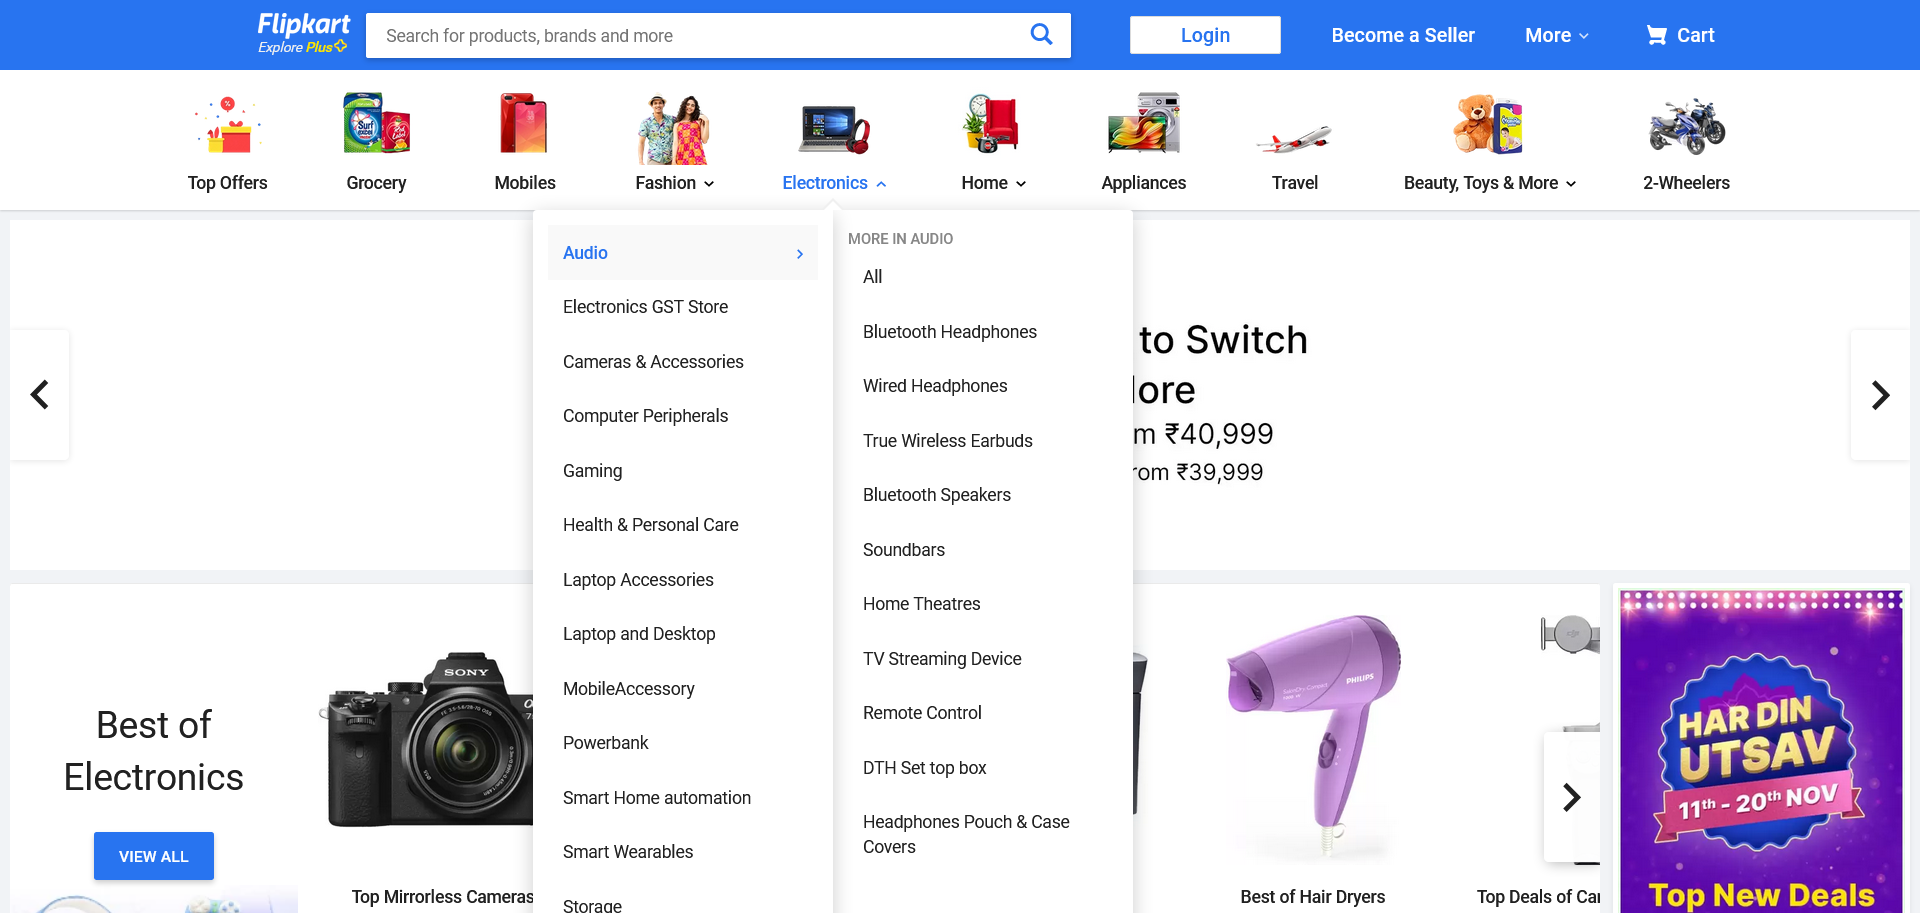 Flipkart
Explore Plus
Search for products, brands and more
Login
Become a Seller
More
Cart
Top Offers
Grocery
Mobiles
Fashion
Electronics
Home
Appliances
Travel
Beauty, Toys & More
2-Wheelers
Audio
Electronics GST Store
Cameras & Accessories
Computer Peripherals
Gaming
Health & Personal Care
Laptop Accessories
Laptop and Desktop
MobileAccessory
Powerbank
Smart Home automation
Smart Wearables
Storage
MORE IN AUDIO
All
Bluetooth Headphones
Wired Headphones
True Wireless Earbuds
Bluetooth Speakers
Soundbars
Home Theatres
TV Streaming Device
Remote Control
DTH Set top box
Headphones Pouch & Case
Covers
to Switch
lore
m ₹40,999
rom ₹39,999
Best of
Electronics
VIEW ALL
SONY
Top Mirrorless Cameras
PHILIPS
Best of Hair Dryers
Top Deals of Ca
HAR DIN
UTSAV
11th - 20th NOV
Top New Deals